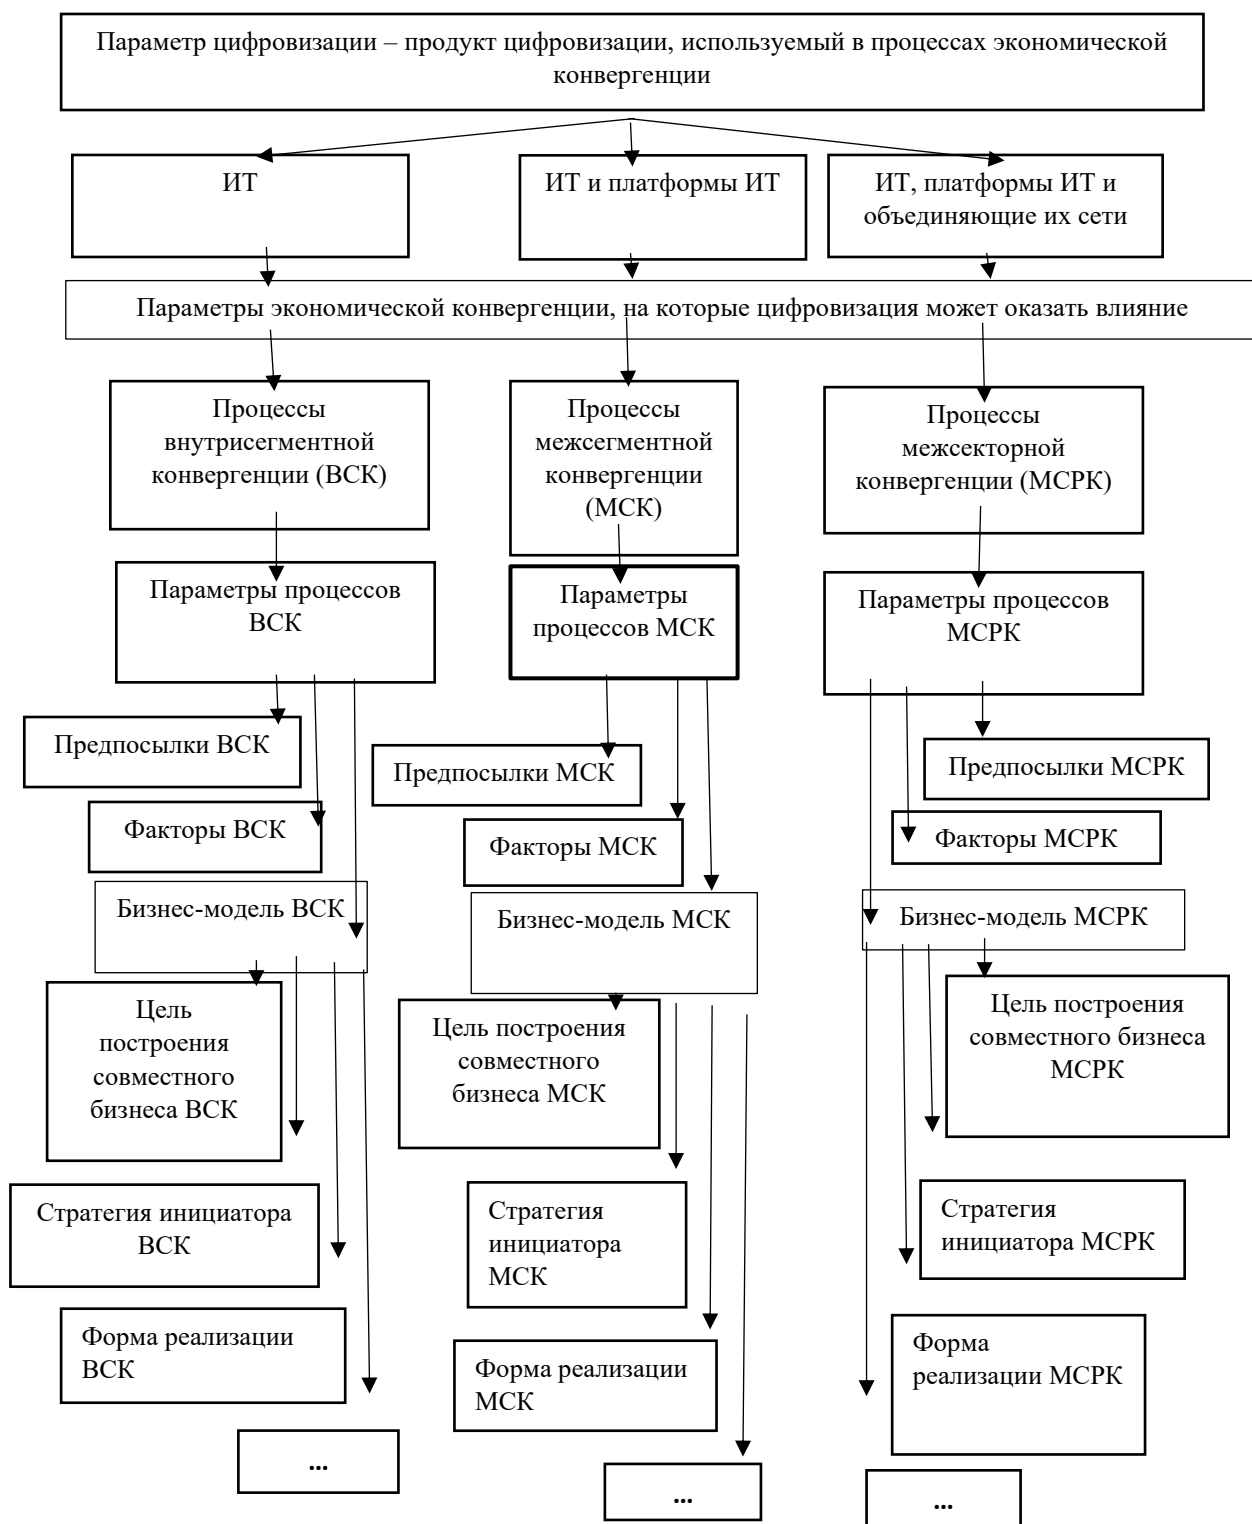 Параметр цифровизации – продукт цифровизации, используемый в процессах экономической
конвергенции
ИТ
ИТ и платформы ИТ
ИТ, платформы ИТ и
объединяющие их сети
Параметры экономической конвергенции, на которые цифровизация может оказать влияние
Процессы
внутрисегментной
конвергенции (ВСК)
Процессы
межсегментной
конвергенции
(МСК)
Процессы
межсекторной
конвергенции (МСРК)
Параметры процессов
ВСК
Параметры
процессов МСК
Параметры процессов
МСРК
Предпосылки ВСК
Предпосылки МСК
Предпосылки МСРК
Факторы ВСК
Факторы МСК
Факторы МСРК
Бизнес-модель ВСК
Бизнес-модель МСК
Бизнес-модель МСРК
Цель
построения
совместного
бизнеса ВСК
Цель построения
совместного
бизнеса МСК
Цель построения
совместного бизнеса
МСРК
Стратегия инициатора
ВСК
Стратегия
инициатора
МСК
Стратегия
инициатора МСРК
Форма реализации
ВСК
Форма реализации
МСК
Форма
реализации МСРК
...
...
...